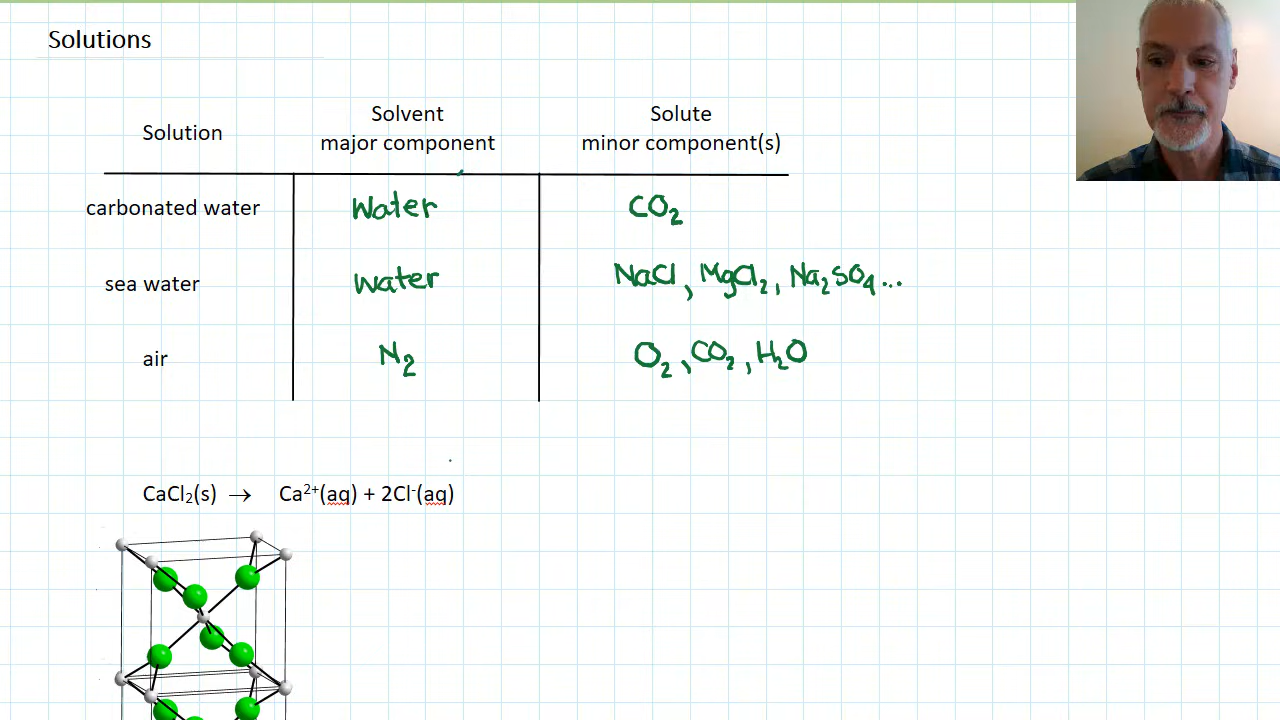 Solutions
Solution
Solvent
major component
Solute
minor component(s)
carbonated water Water CO₂
sea water water NaCl, MgCl₂, Na₂SO₄...
air N₂ O₂, CO₂, H₂O
CaCl₂(s) → Ca²⁺(aq) + 2Cl⁻(aq)